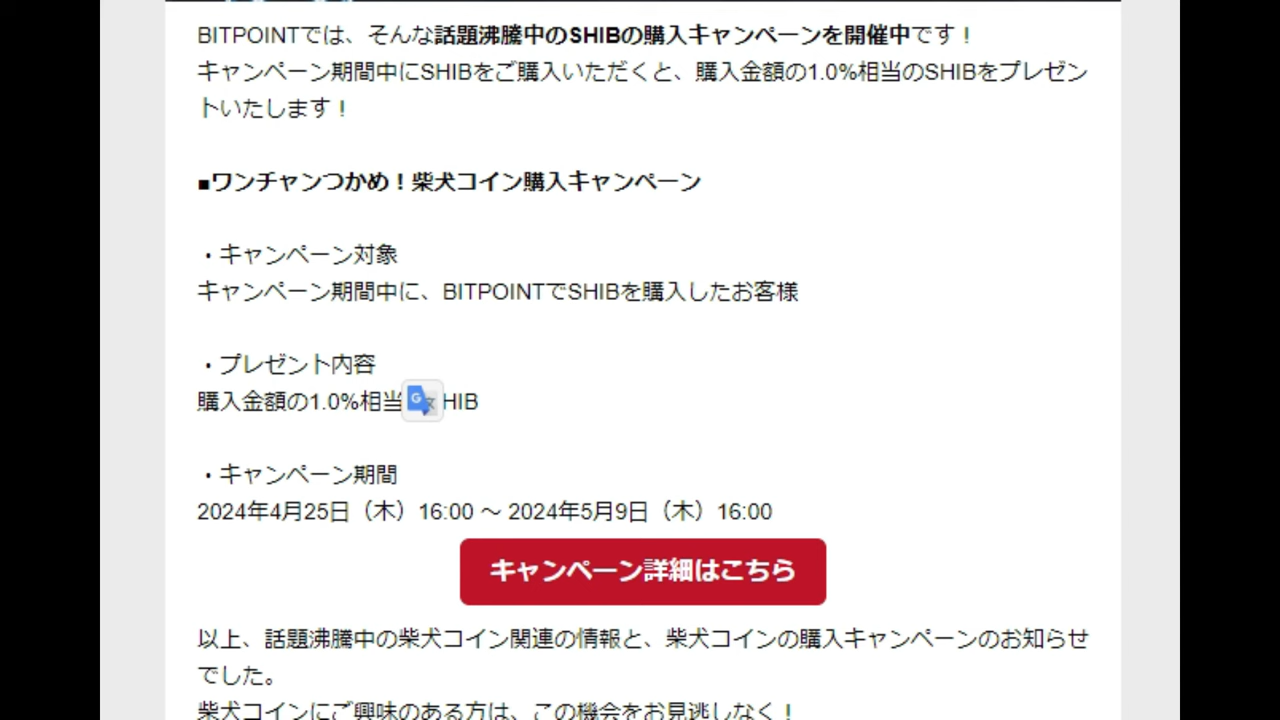 BITPOINTでは、そんな話題沸騰中のSHIBの購入キャンペーンを開催中です！
キャンペーン期間中にSHIBをご購入いただくと、購入金額の1.0%相当のSHIBをプレゼン
トいたします！
■ワンチャンつかめ！柴犬コイン購入キャンペーン
・キャンペーン対象
キャンペーン期間中に、BITPOINTでSHIBを購入したお客様
・プレゼント内容
購入金額の1.0%相当 HIB
・キャンペーン期間
2024年4月25日（木）16:00 ～ 2024年5月9日（木）16:00
キャンペーン詳細はこちら
以上、話題沸騰中の柴犬コイン関連の情報と、柴犬コインの購入キャンペーンのお知らせ
でした。
柴犬コインにご興味のある方は、この機会をお見逃しなく！